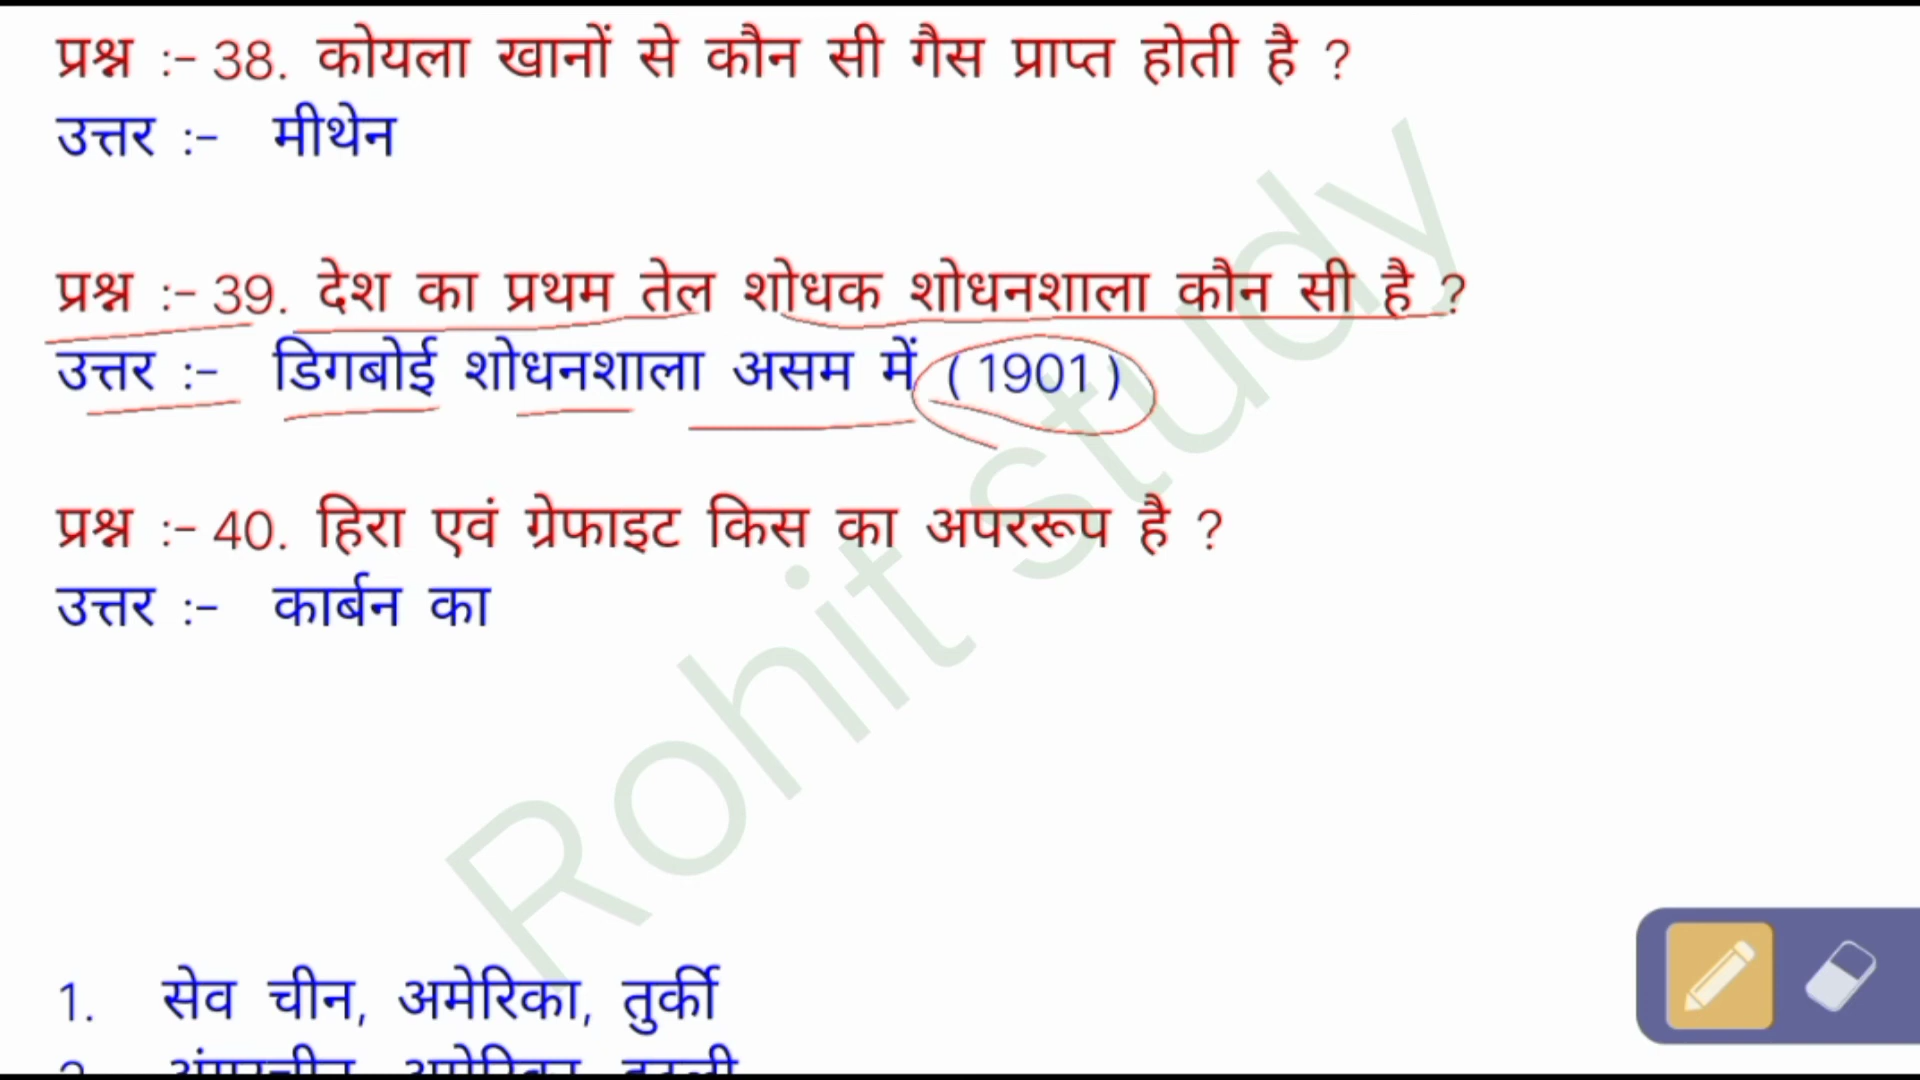 प्रश्न :- 38. कोयला खानों से कौन सी गैस प्राप्त होती है ?
उत्तर :- मीथेन
प्रश्न :- 39. देश का प्रथम तेल शोधक शोधनशाला कौन सी है ?
उत्तर :- डिगबोई शोधनशाला असम में ( 1901 )
प्रश्न :- 40. हिरा एवं ग्रेफाइट किस का अपररूप है ?
उत्तर :- कार्बन का
Rohit study
1. सेव चीन, अमेरिका, तुर्की